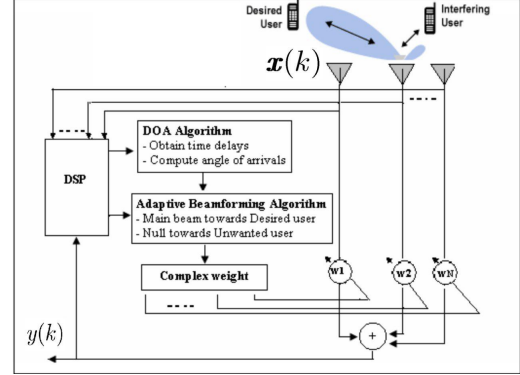 Desired
User
Interfering
User
x(k)
DOA Algorithm
- Obtain time delays
- Compute angle of arrivals
DSP
Adaptive Beamforming Algorithm
- Main beam towards Desired user
- Null towards Unwanted user
Complex weight
w1
w2
wN
y(k)
+